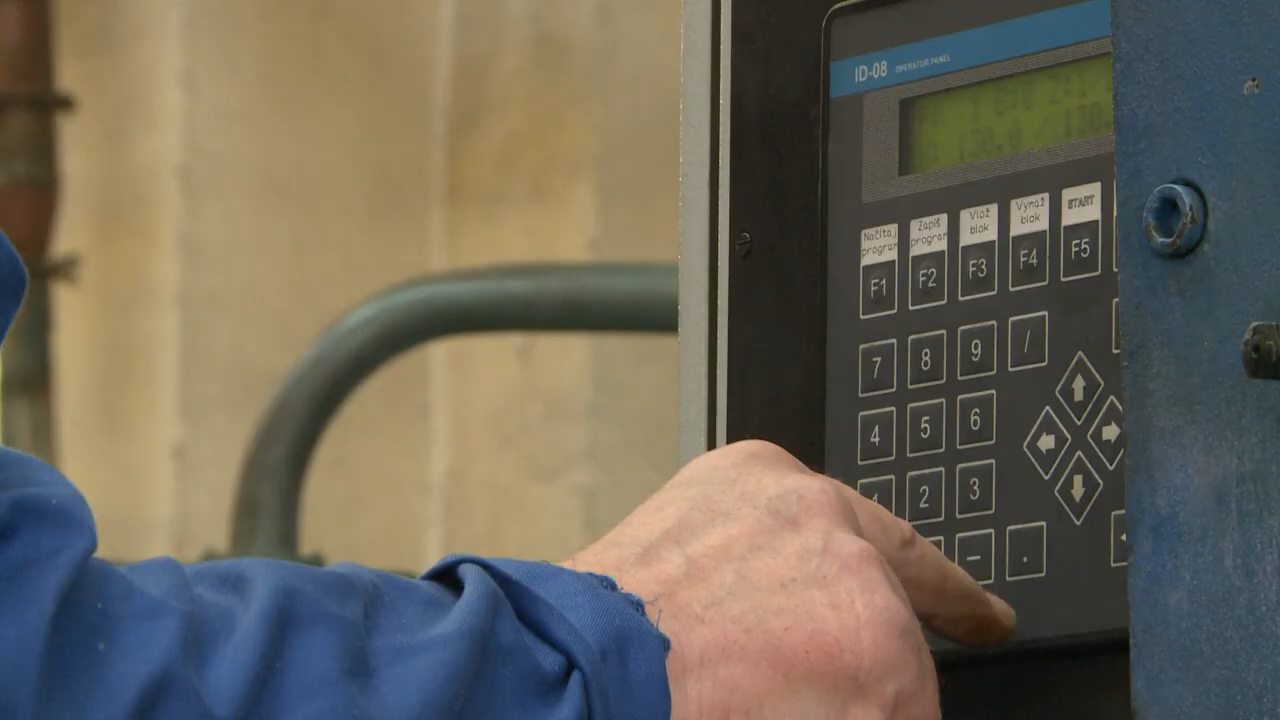 ID-08 OPERATOR PANEL
Načítaj
program
Zapíš
program
Vlož
blok
Vymaž
blok
START
F1 F2 F3 F4 F5
7 8 9 /
4 5 6
1 2 3
- .